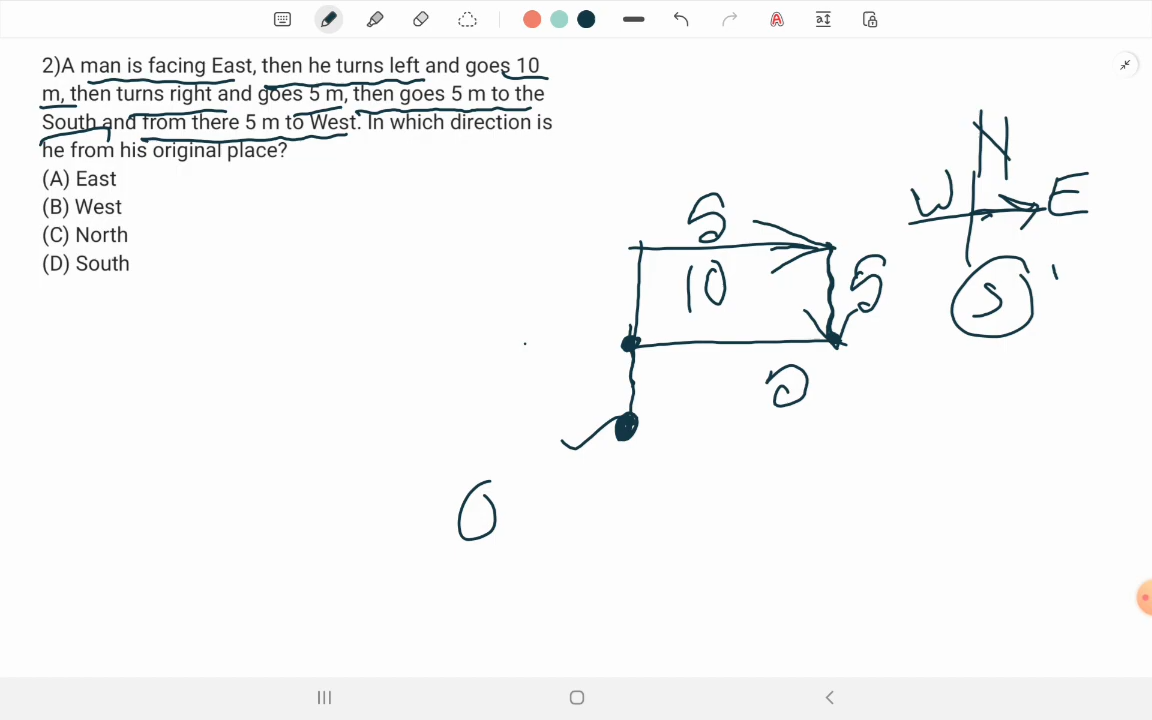 2)A man is facing East, then he turns left and goes 10
m, then turns right and goes 5 m, then goes 5 m to the
South and from there 5 m to West. In which direction is
he from his original place?
(A) East
(B) West
(C) North
(D) South
N
W E
S
5
10 5